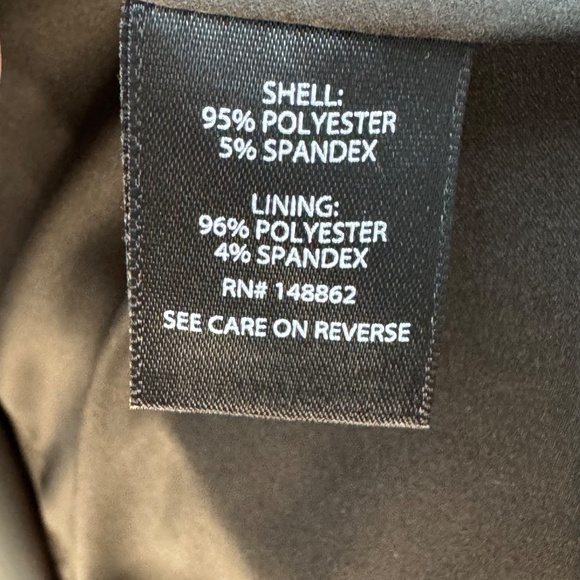 SHELL:
95% POLYESTER
5% SPANDEX
LINING:
96% POLYESTER
4% SPANDEX
RN# 148862
SEE CARE ON REVERSE